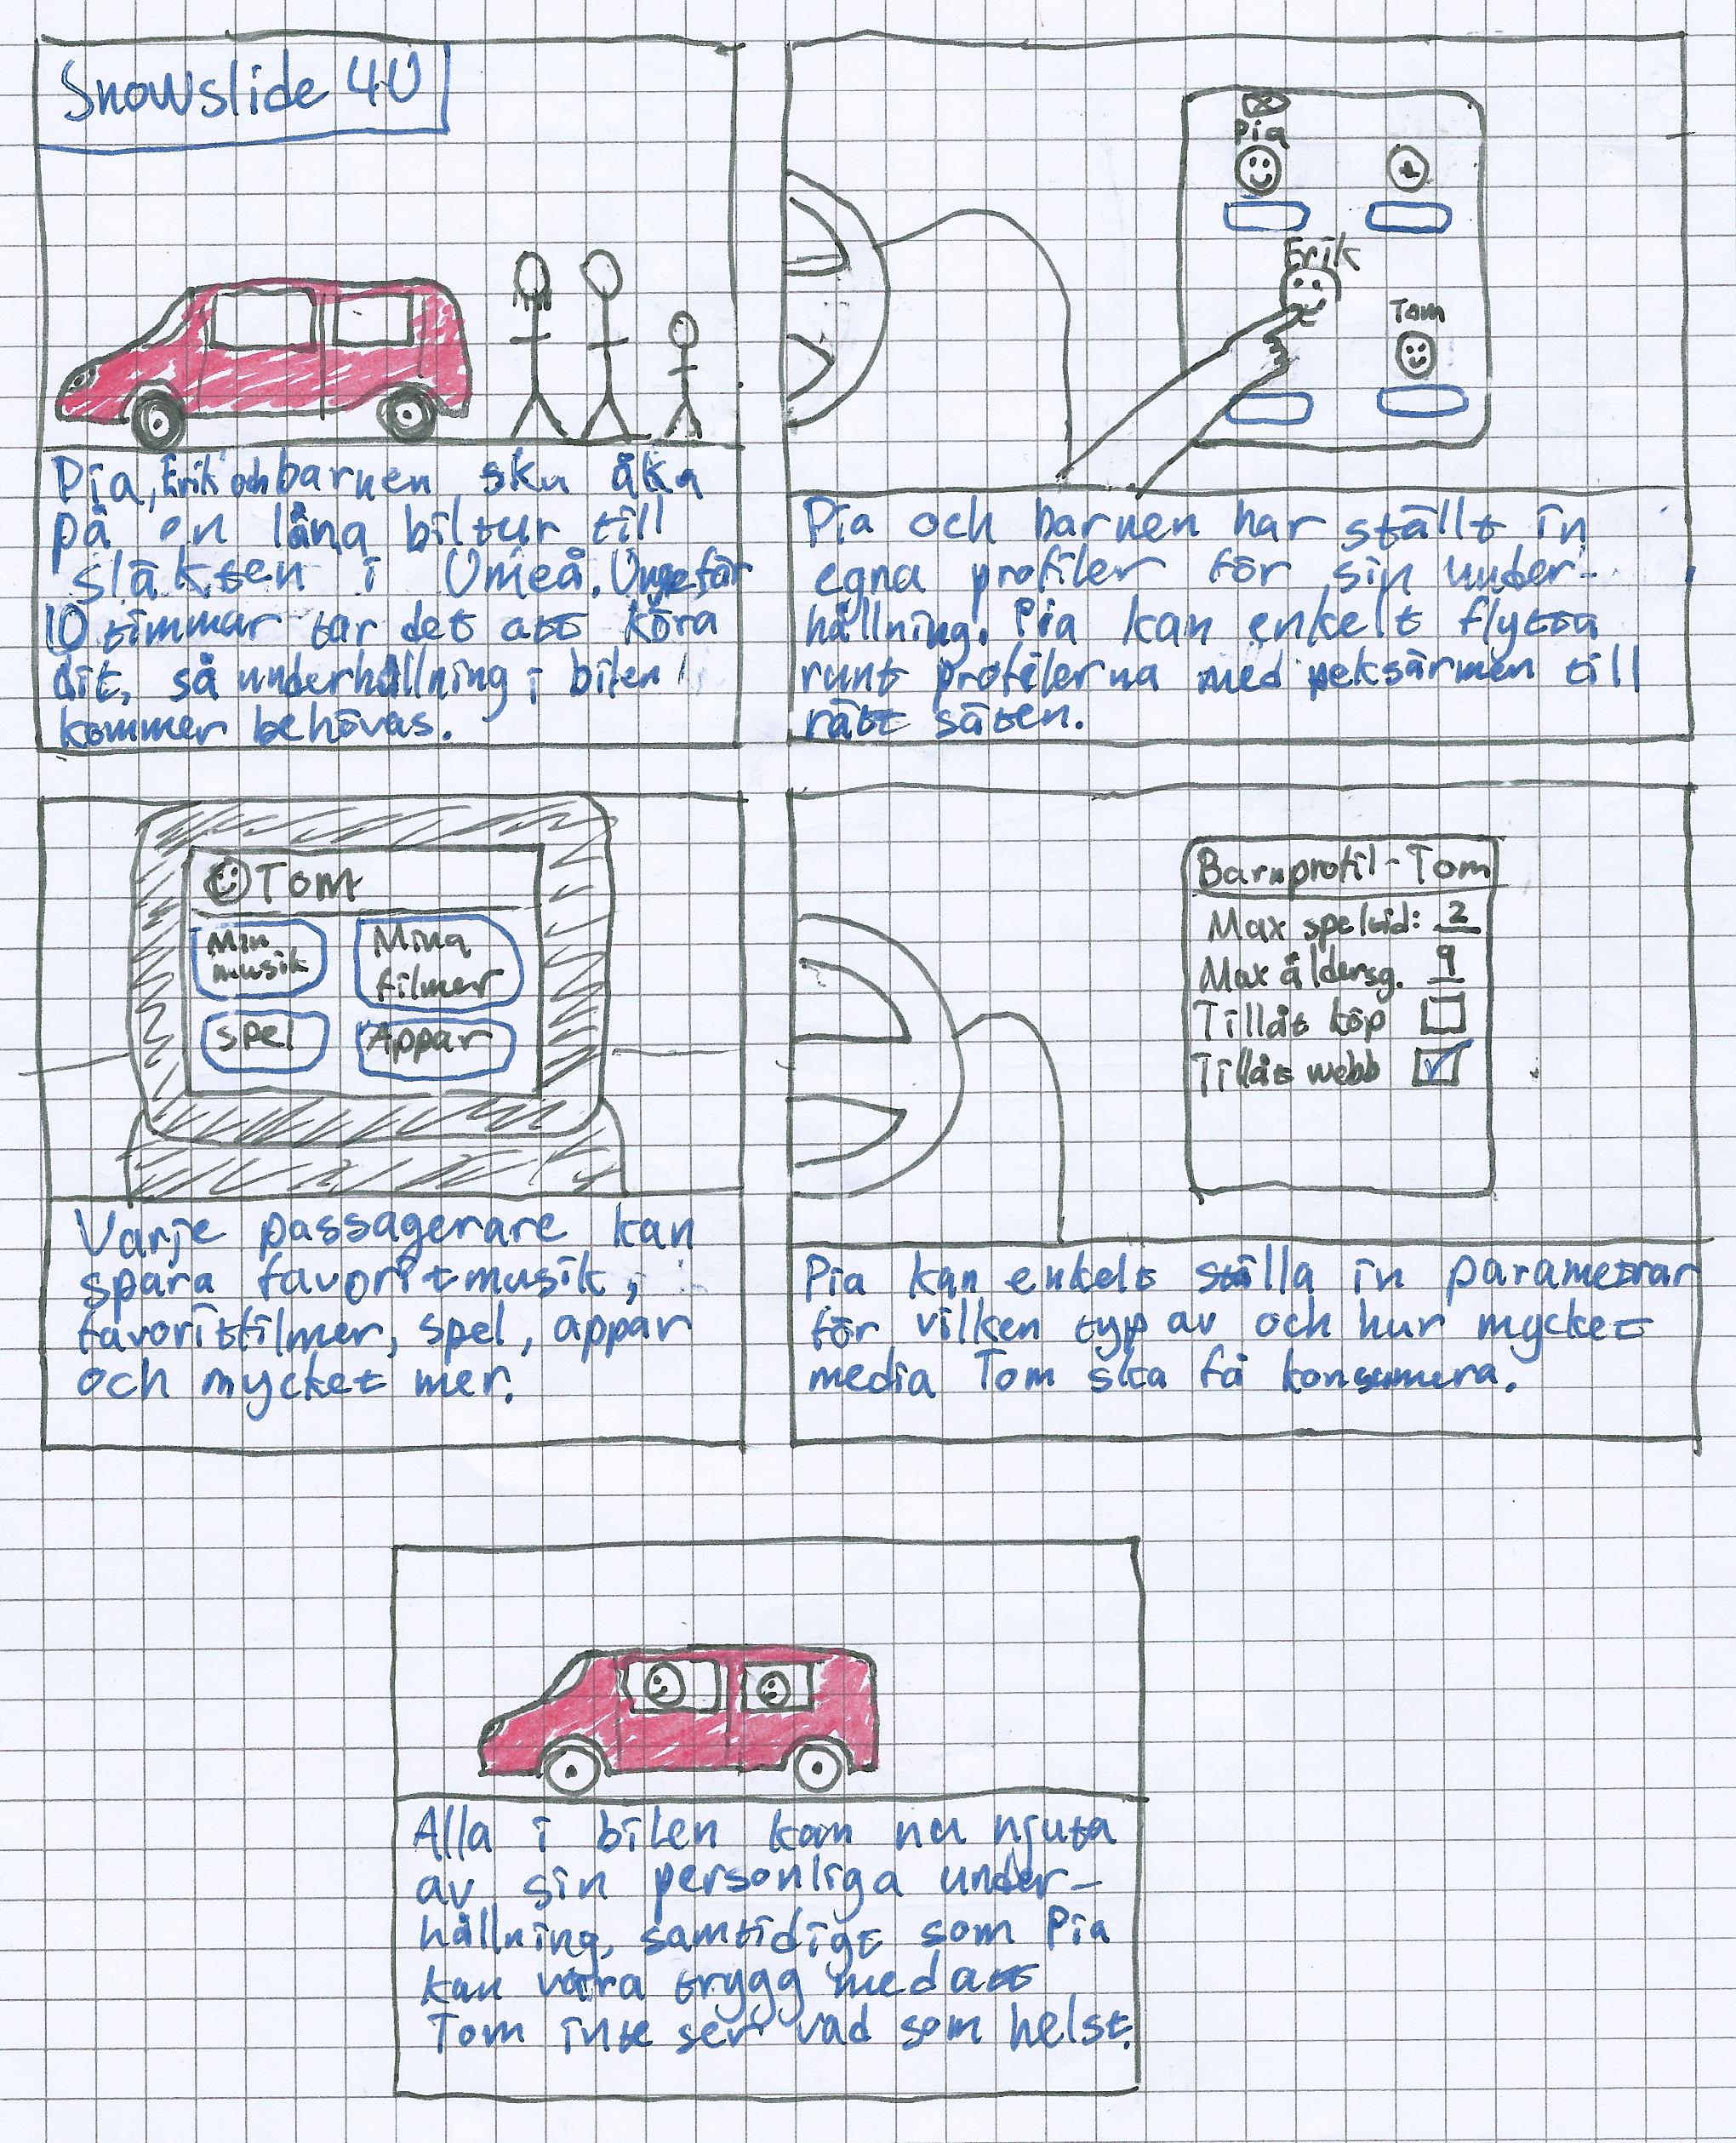 Snowslide 4U
Pia, Erik och barnen sku åka
på en lång biltur till
släkten i Umeå. Ungefär
10 timmar tar det att köra
dit, så underhållning i bilen
kommer behövas.
Pia
Erik
Tom
Pia och barnen har ställt in
egna profiler för sin under-
hållning. Pia kan enkelt flytta
runt profilerna med peksärmen till
rätt säten.
Tom
Min
musik
Mina
filmer
spel
Appar
Varje passagerare kan
spara favoritmusik,
favoritfilmer, spel, appar
och mycket mer.
Barnprofil - Tom
Max speltid: 2
Max åldersg. 9
Tillåt köp
Tillåt webb
Pia kan enkelt ställa in parametrar
för vilken typ av och hur mycket
media Tom ska få konsumera.
Alla i bilen kan nu njuta
av sin personliga under-
hållning, samtidigt som Pia
kan vara trygg med att
Tom inte ser vad som helst.